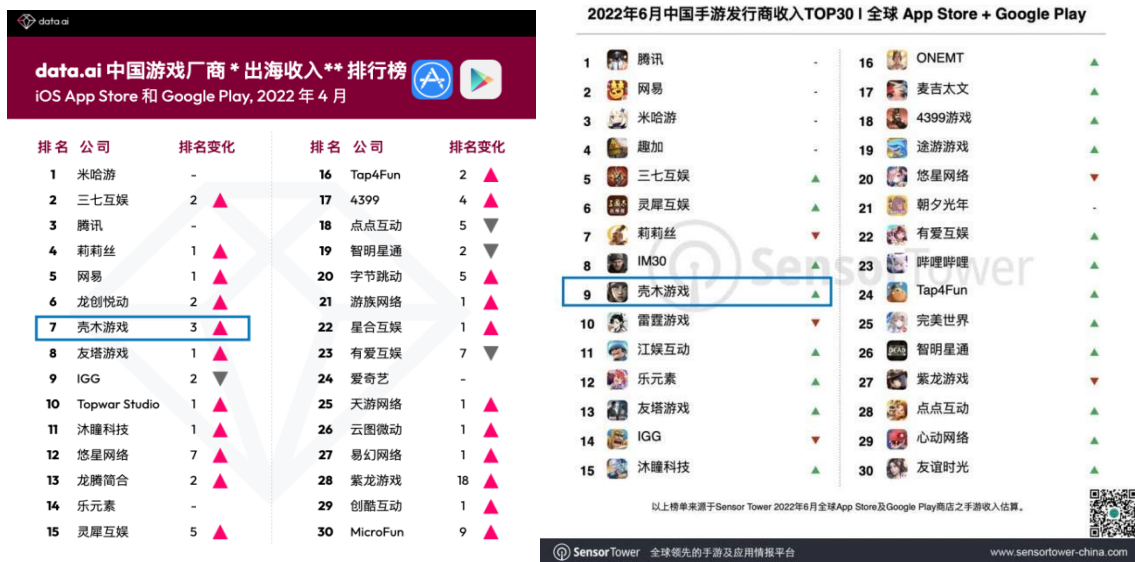 data.ai
data.ai 中国游戏厂商 * 出海收入** 排行榜
iOS App Store 和 Google Play, 2022 年 4 月
排名 公司 排名变化
1 米哈游 -
2 三七互娱 2 ▲
3 腾讯 -
4 莉莉丝 1 ▲
5 网易 1 ▲
6 龙创悦动 2 ▲
7 壳木游戏 3 ▲
8 友塔游戏 1 ▲
9 IGG 2 ▼
10 Topwar Studio 1 ▲
11 沐瞳科技 1 ▲
12 悠星网络 7 ▲
13 龙腾简合 2 ▲
14 乐元素 -
15 灵犀互娱 5 ▲
排名 公司 排名变化
16 Tap4Fun 2 ▲
17 4399 4 ▲
18 点点互动 5 ▼
19 智明星通 2 ▼
20 字节跳动 5 ▲
21 游族网络 1 ▲
22 星合互娱 1 ▲
23 有爱互娱 7 ▼
24 爱奇艺 -
25 天游网络 1 ▲
26 云图微动 1 ▲
27 易幻网络 1 ▲
28 紫龙游戏 18 ▲
29 创酷互动 1 ▲
30 MicroFun 9 ▲
2022年6月中国手游发行商收入TOP30 | 全球 App Store + Google Play
1 腾讯 -
2 网易 -
3 米哈游 -
4 趣加 -
5 三七互娱 ▲
6 灵犀互娱 ▲
7 莉莉丝 ▼
8 IM30 ▲
9 壳木游戏 ▲
10 雷霆游戏 ▼
11 江娱互动 ▲
12 乐元素 ▲
13 友塔游戏 ▲
14 IGG ▼
15 沐瞳科技 ▲
16 ONEMT ▲
17 麦吉太文 ▲
18 4399游戏 ▲
19 途游游戏 ▲
20 悠星网络 ▼
21 朝夕光年 -
22 有爱互娱 ▲
23 哔哩哔哩 ▲
24 Tap4Fun ▲
25 完美世界 ▲
26 智明星通 ▲
27 紫龙游戏 ▼
28 点点互动 ▲
29 心动网络 ▲
30 友谊时光 ▲
SensorTower
以上榜单来源于Sensor Tower 2022年6月全球App Store及Google Play商店之手游收入估算。
SensorTower 全球领先的手游及应用情报平台
www.sensortower-china.com